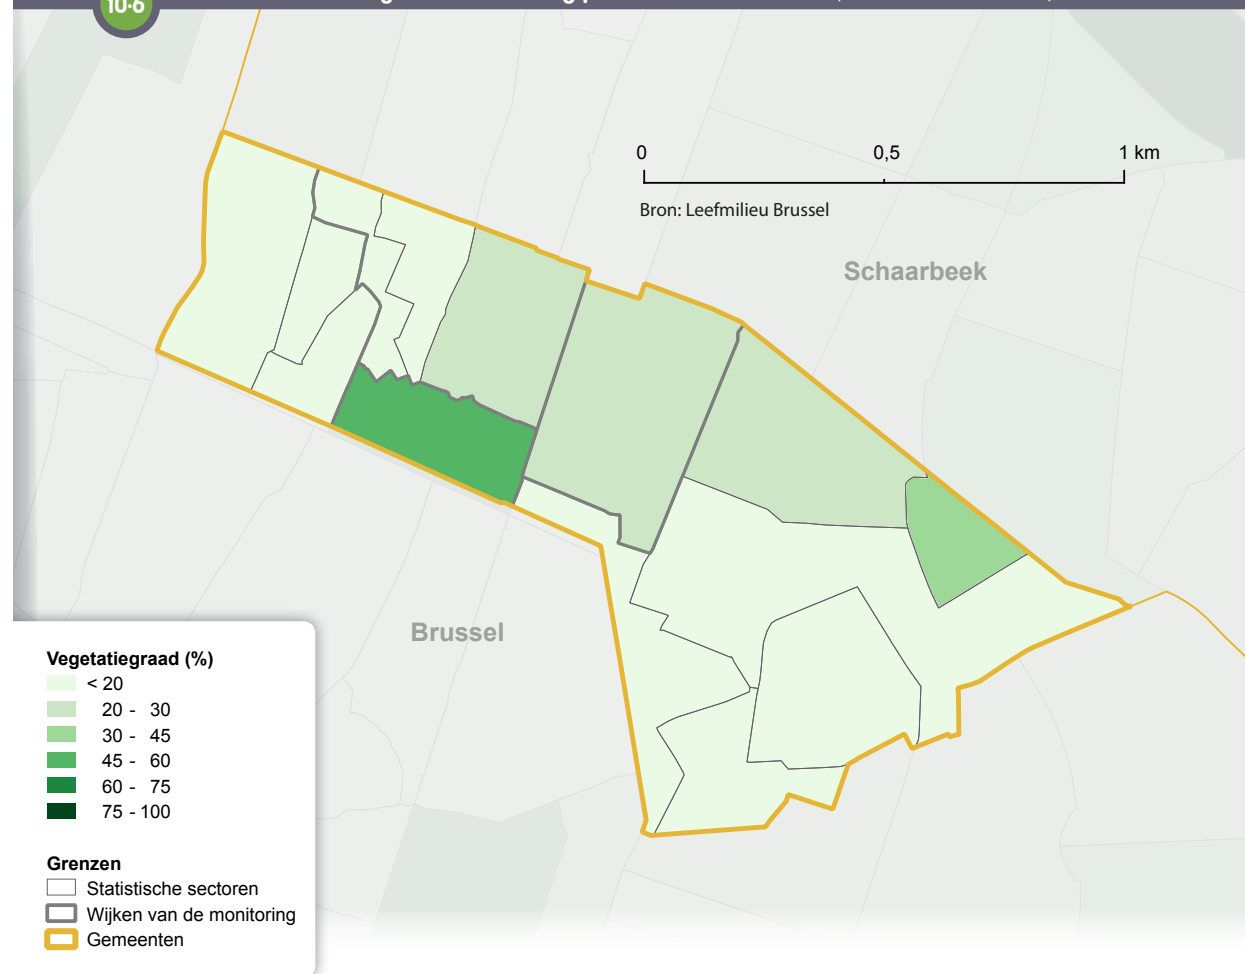 10·6
0 0,5 1 km
Bron: Leefmilieu Brussel
Schaarbeek
Brussel
Vegetatiegraad (%)
< 20
20 - 30
30 - 45
45 - 60
60 - 75
75 - 100
Grenzen
Statistische sectoren
Wijken van de monitoring
Gemeenten